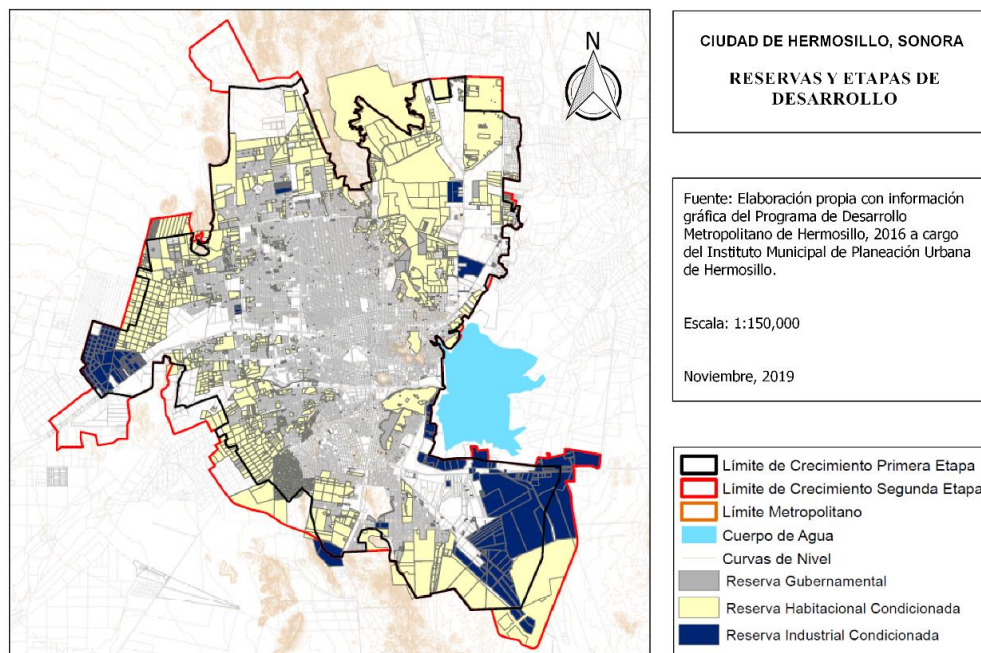 N
CIUDAD DE HERMOSILLO, SONORA
RESERVAS Y ETAPAS DE
DESARROLLO
Fuente: Elaboración propia con información
gráfica del Programa de Desarrollo
Metropolitano de Hermosillo, 2016 a cargo
del Instituto Municipal de Planeación Urbana
de Hermosillo.
Escala: 1:150,000
Noviembre, 2019
Límite de Crecimiento Primera Etapa
Límite de Crecimiento Segunda Etapa
Límite Metropolitano
Cuerpo de Agua
Curvas de Nivel
Reserva Gubernamental
Reserva Habitacional Condicionada
Reserva Industrial Condicionada